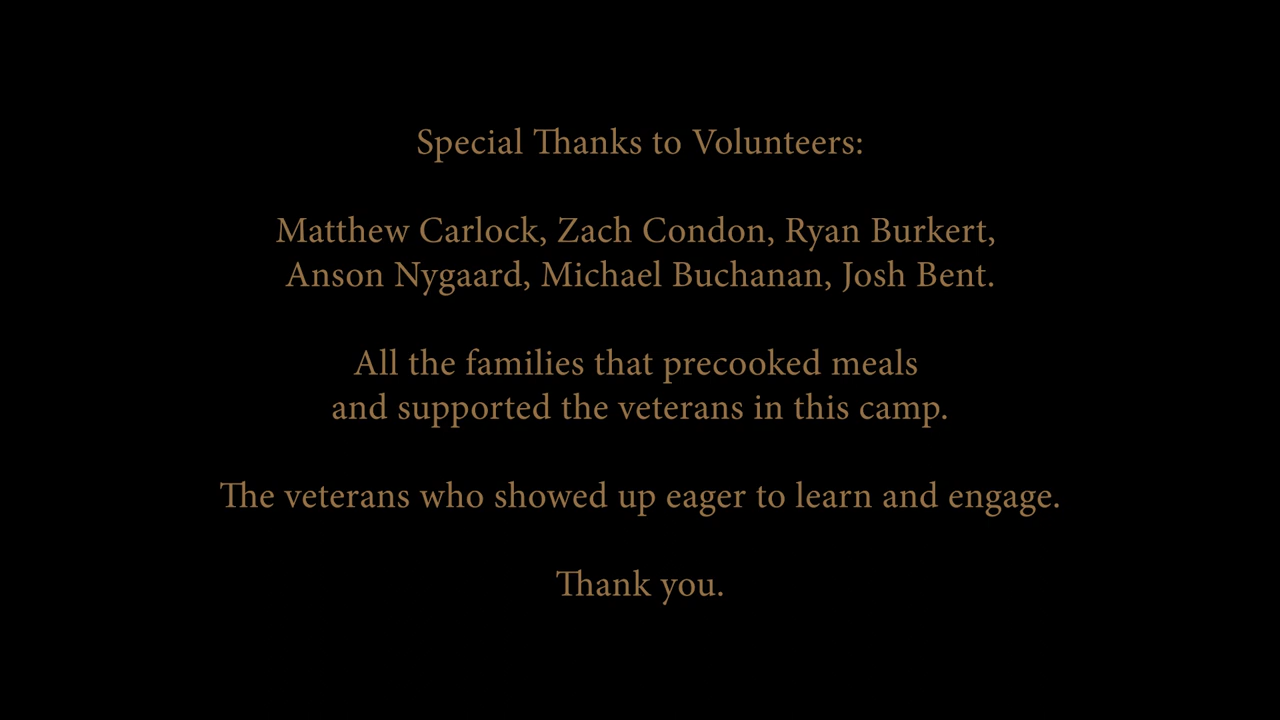 Special Thanks to Volunteers:
Matthew Carlock, Zach Condon, Ryan Burkert,
Anson Nygaard, Michael Buchanan, Josh Bent.
All the families that precooked meals
and supported the veterans in this camp.
The veterans who showed up eager to learn and engage.
Thank you.